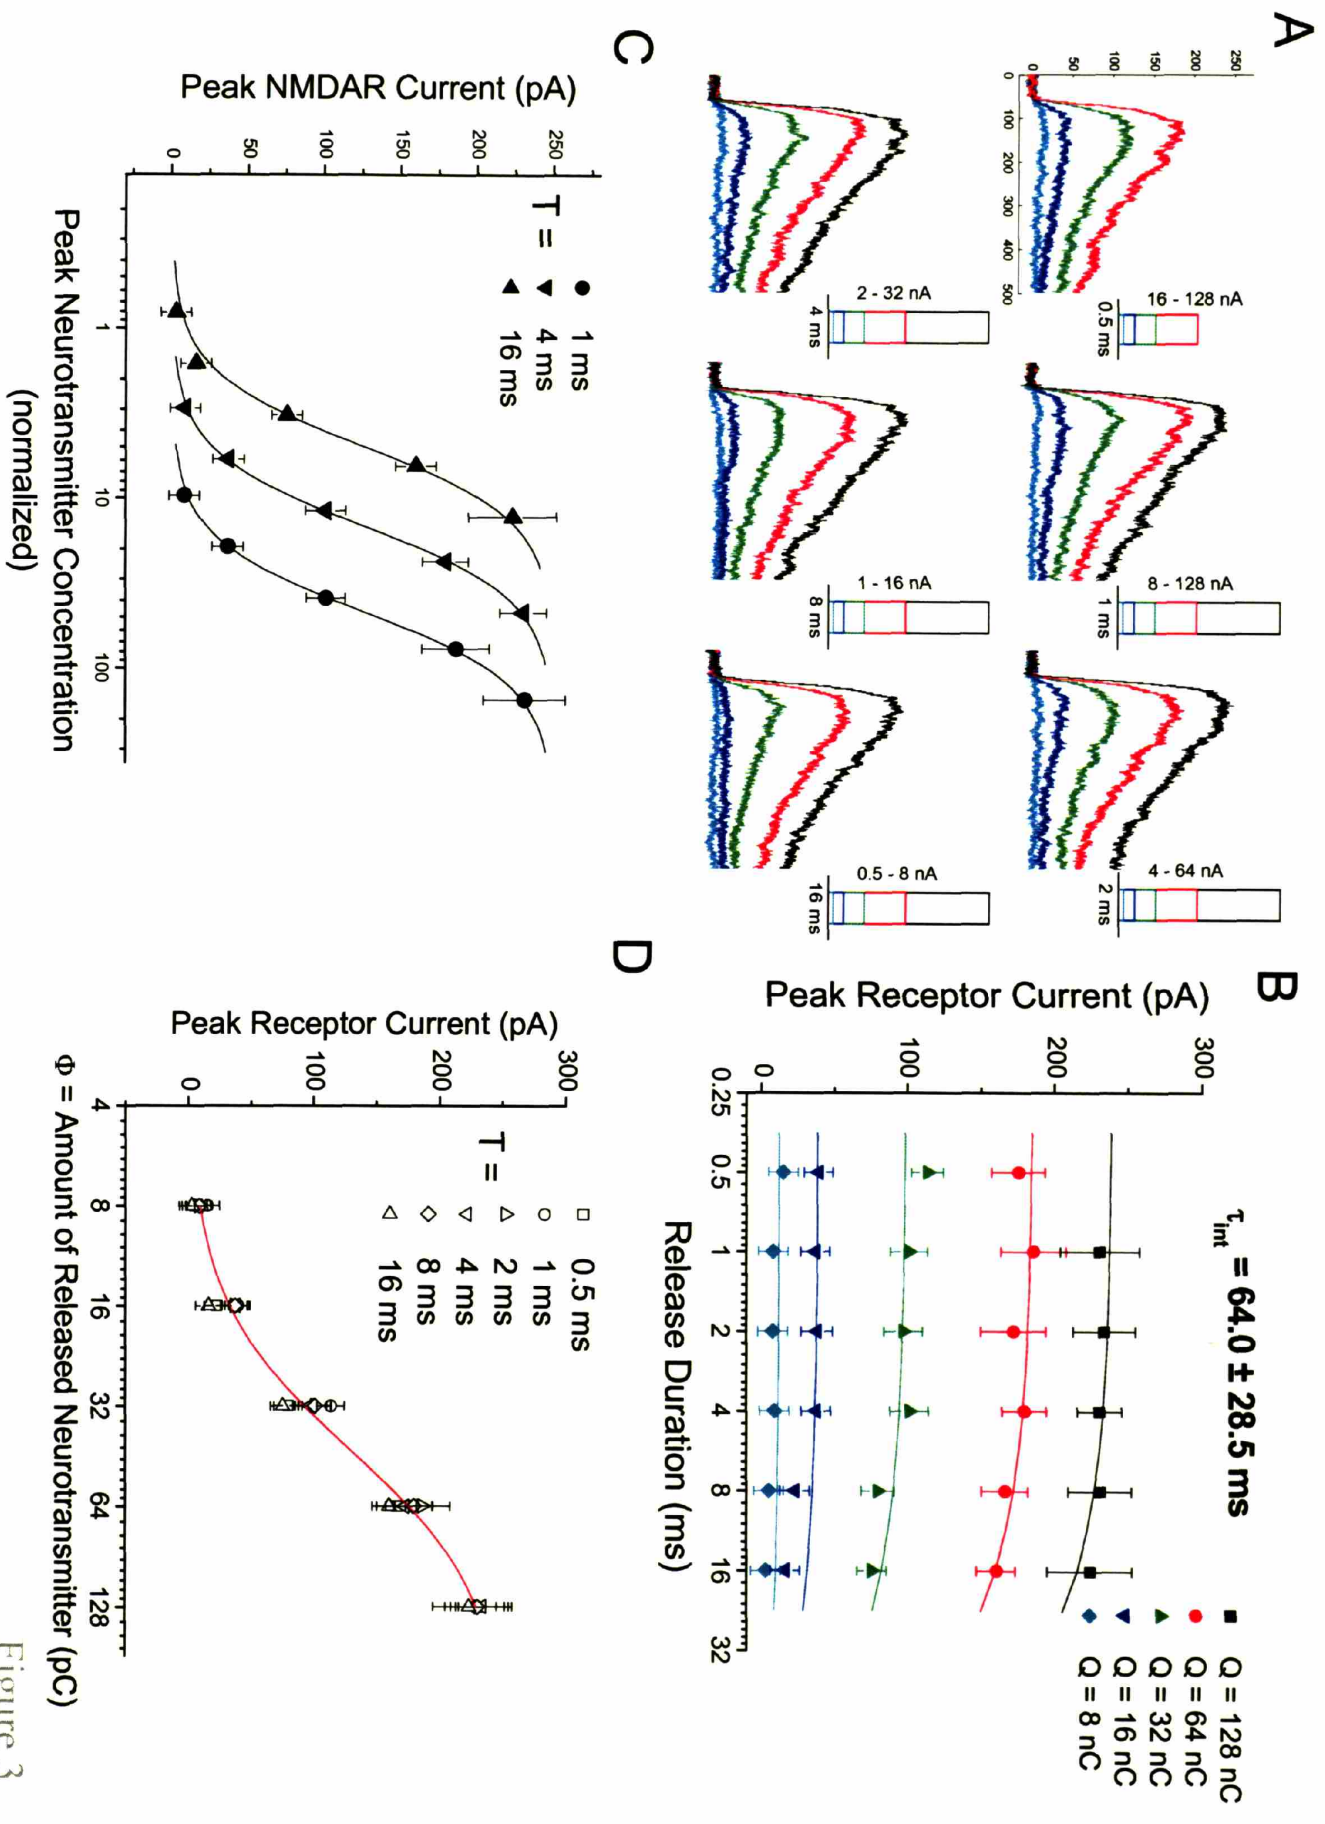 A
250
200
150
100
50
0
0
100
200
300
400
500
16 - 128 nA
0.5 ms
8 - 128 nA
1 ms
4 - 64 nA
2 ms
2 - 32 nA
4 ms
1 - 16 nA
8 ms
0.5 - 8 nA
16 ms
B
Peak Receptor Current (pA)
300
200
100
0
0.25
0.5
1
2
4
8
16
32
Release Duration (ms)
τint = 64.0 ± 28.5 ms
Q = 128 nC
Q = 64 nC
Q = 32 nC
Q = 16 nC
Q = 8 nC
C
Peak NMDAR Current (pA)
250
200
150
100
50
0
T =
1 ms
4 ms
16 ms
1
10
100
Peak Neurotransmitter Concentration
(normalized)
D
Peak Receptor Current (pA)
300
200
100
0
T =
0.5 ms
1 ms
2 ms
4 ms
8 ms
16 ms
4
8
16
32
64
128
Φ = Amount of Released Neurotransmitter (pC)
Figure 3